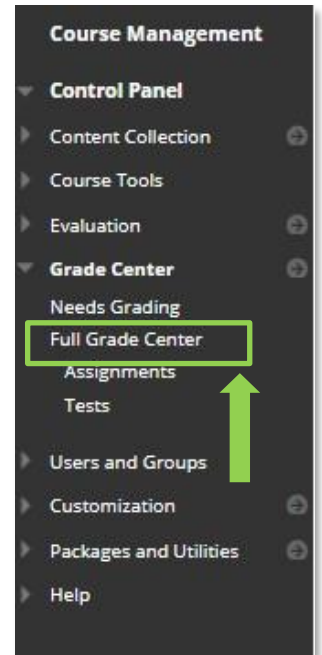 Course Management
Control Panel
Content Collection
Course Tools
Evaluation
Grade Center
Needs Grading
Full Grade Center
Assignments
Tests
Users and Groups
Customization
Packages and Utilities
Help